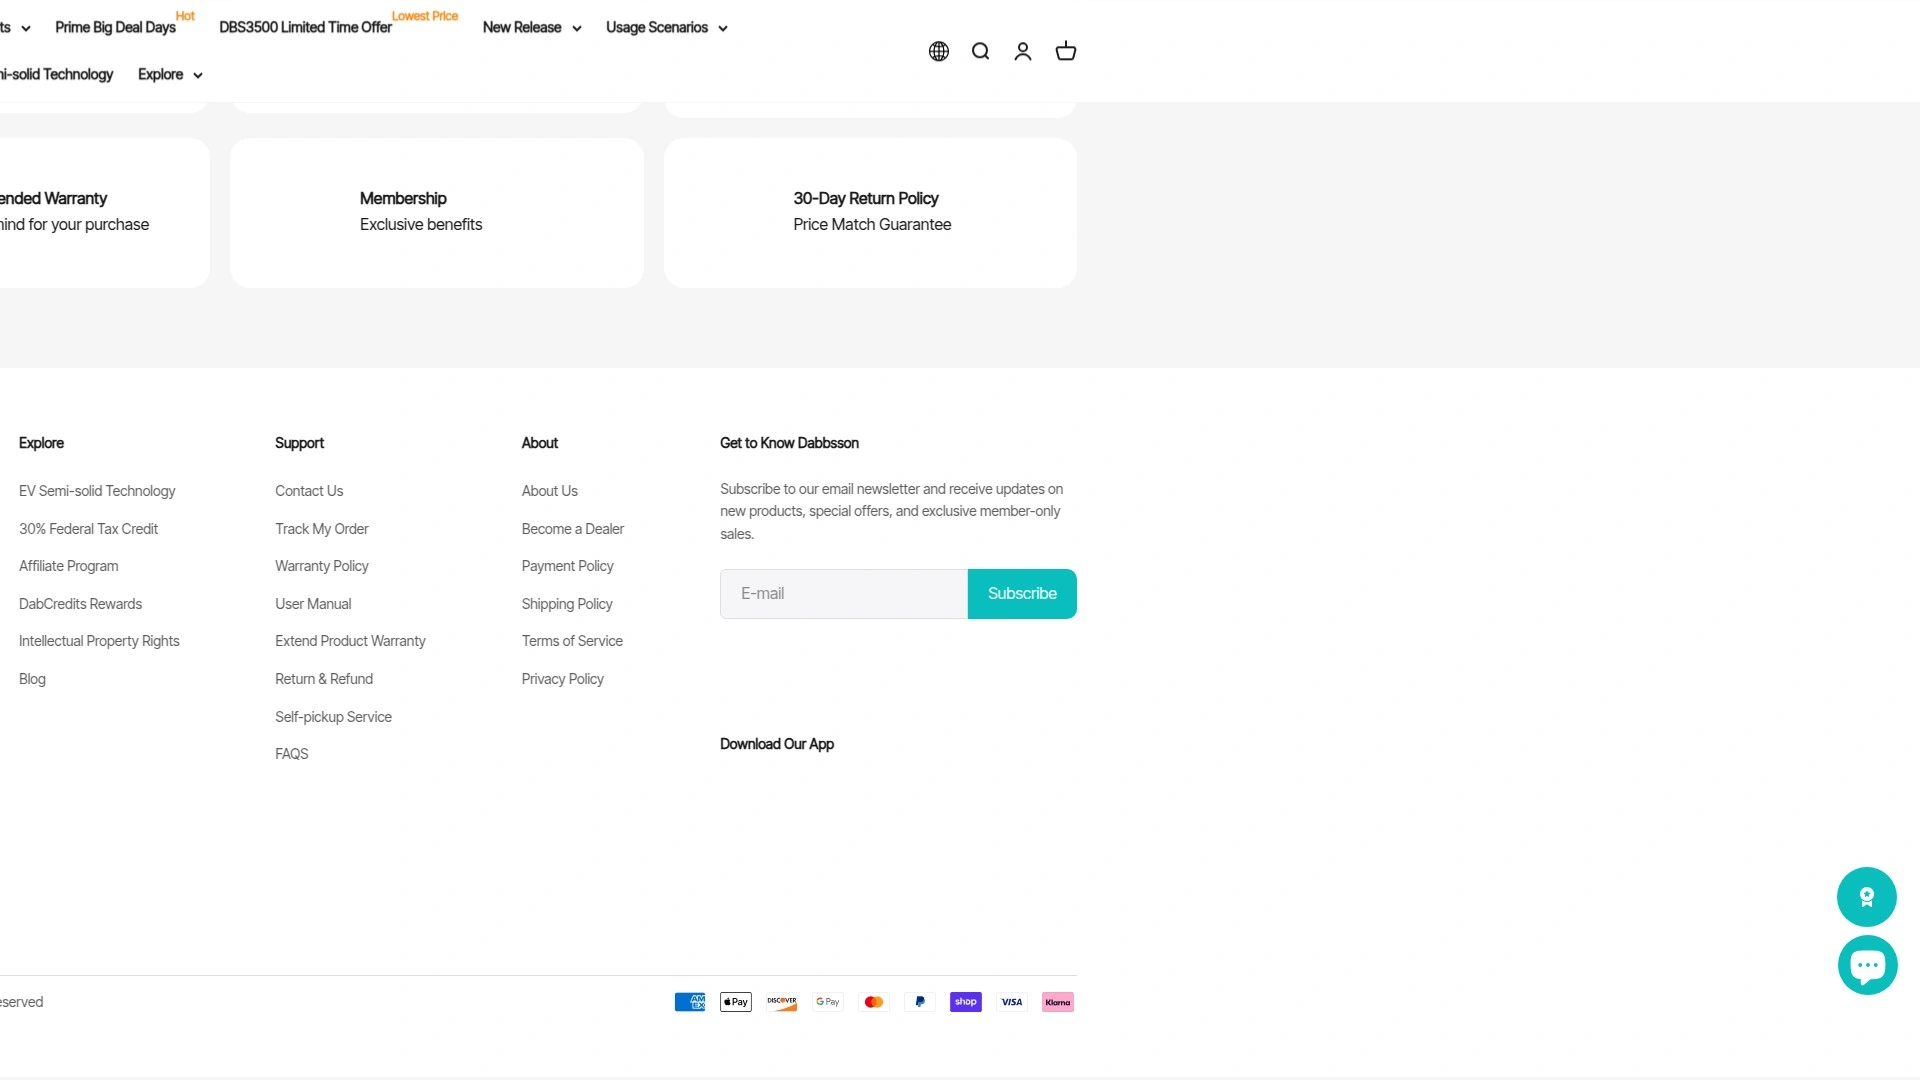 Hot
Lowest Price
ts Prime Big Deal Days DBS3500 Limited Time Offer New Release Usage Scenarios
ni-solid Technology Explore
ended Warranty
nind for your purchase
Membership
Exclusive benefits
30-Day Return Policy
Price Match Guarantee
Explore
EV Semi-solid Technology
30% Federal Tax Credit
Affiliate Program
DabCredits Rewards
Intellectual Property Rights
Blog
Support
Contact Us
Track My Order
Warranty Policy
User Manual
Extend Product Warranty
Return & Refund
Self-pickup Service
FAQS
About
About Us
Become a Dealer
Payment Policy
Shipping Policy
Terms of Service
Privacy Policy
Get to Know Dabbsson
Subscribe to our email newsletter and receive updates on
new products, special offers, and exclusive member-only
sales.
E-mail Subscribe
Download Our App
eserved
AMEX Pay DISCOVER G Pay shop VISA Klarna